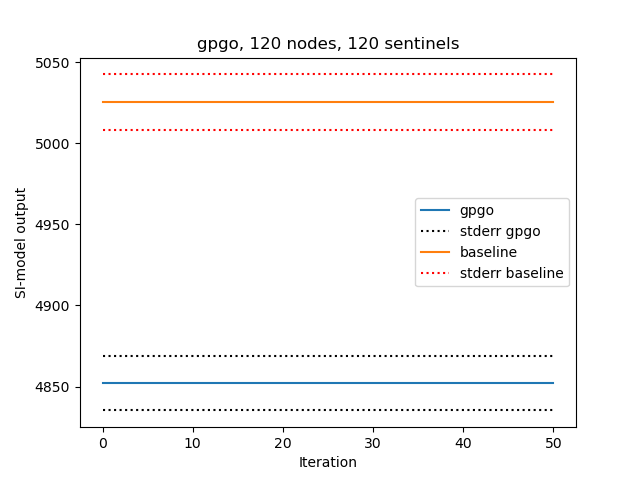 gpgo, 120 nodes, 120 sentinels
5050
5000
4950
4900
4850
SI-model output
gpgo
stderr gpgo
baseline
stderr baseline
0 10 20 30 40 50
Iteration